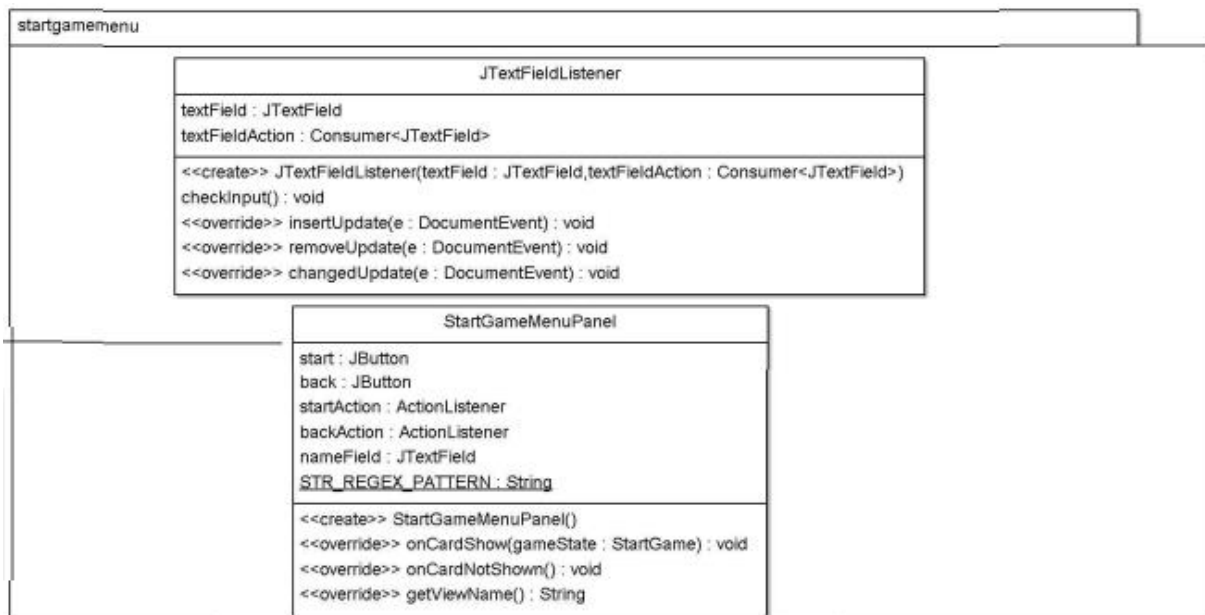 startgamemenu
JTextFieldListener
textField : JTextField
textFieldAction : Consumer<JTextField>
<<create>> JTextFieldListener(textField : JTextField,textFieldAction : Consumer<JTextField>)
checkInput() : void
<<override>> insertUpdate(e : DocumentEvent) : void
<<override>> removeUpdate(e : DocumentEvent) : void
<<override>> changedUpdate(e : DocumentEvent) : void
StartGameMenuPanel
start : JButton
back : JButton
startAction : ActionListener
backAction : ActionListener
nameField : JTextField
STR_REGEX_PATTERN : String
<<create>> StartGameMenuPanel()
<<override>> onCardShow(gameState : StartGame) : void
<<override>> onCardNotShown() : void
<<override>> getViewName() : String